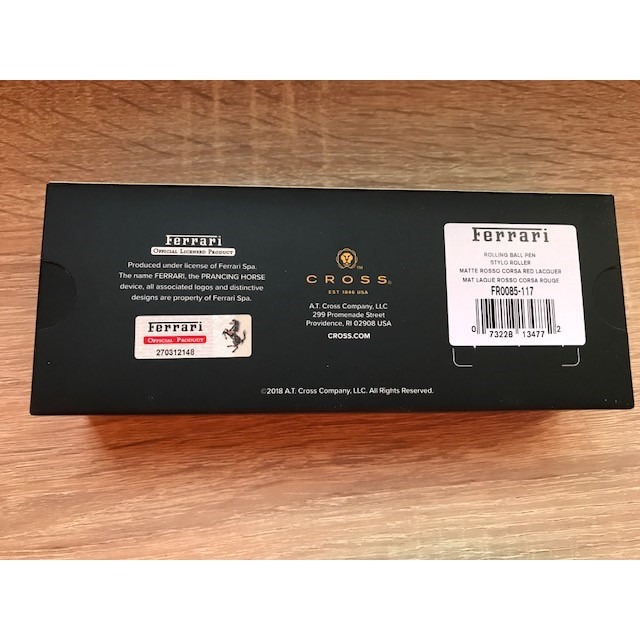 Ferrari
OFFICIAL LICENSED PRODUCT
Produced under license of Ferrari Spa.
The name FERRARI, the PRANCING HORSE
device, all associated logos and distinctive
designs are property of Ferrari Spa.
Ferrari
OFFICIAL PRODUCT
270312148
™
CROSS®
EST 1846 USA
A.T. Cross Company, LLC
299 Promenade Street
Providence, RI 02908 USA
CROSS.COM
Ferrari
ROLLING BALL PEN
STYLO ROLLER
MATTE ROSSO CORSA RED LACQUER
MAT LAQUE ROSSO CORSA ROUGE
FR0085-117
0 73228 13477 2
©2018 A.T. Cross Company, LLC. All Rights Reserved.